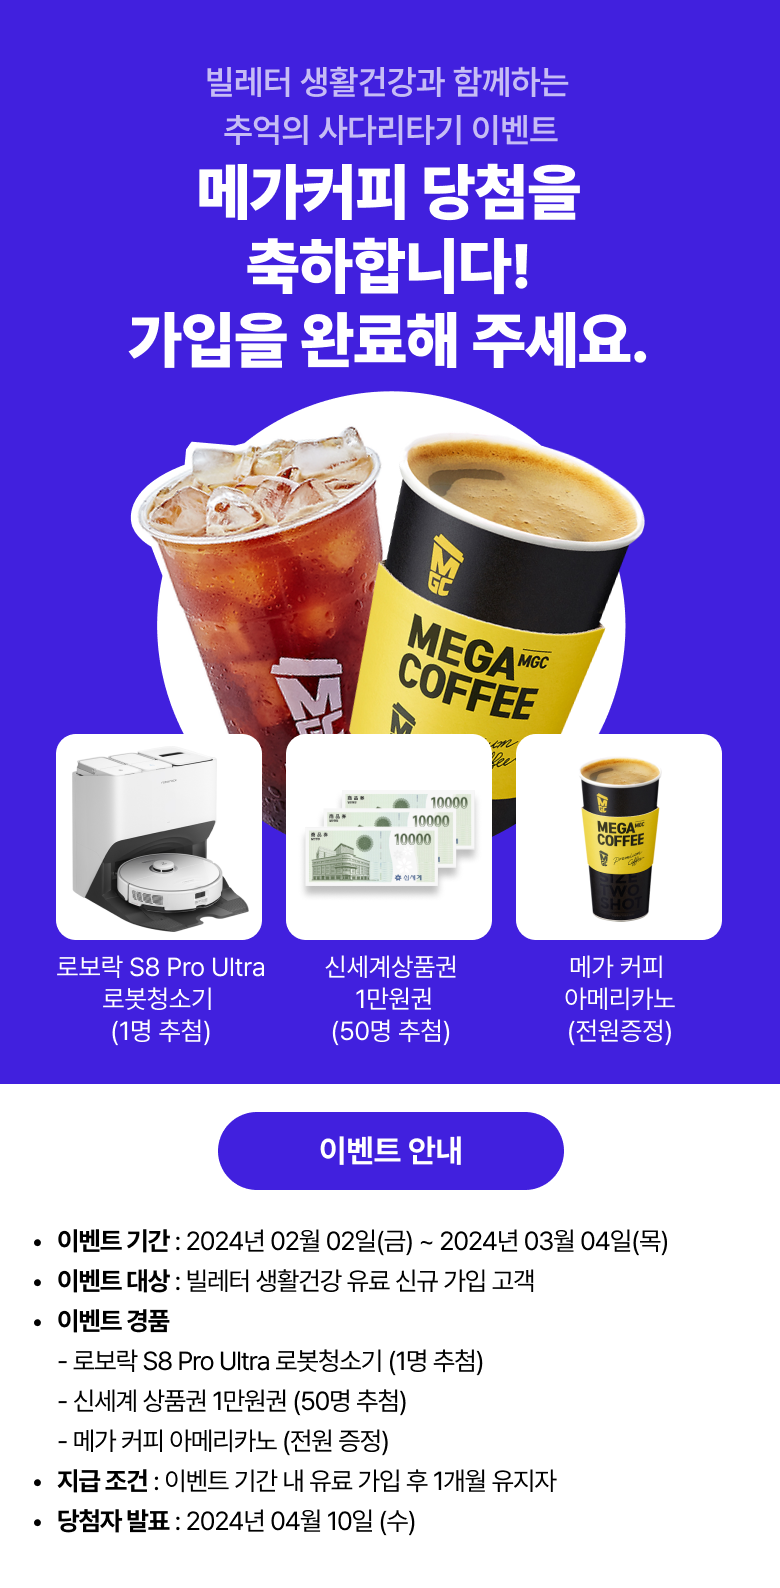 빌레터 생활건강과 함께하는
추억의 사다리타기 이벤트
메가커피 당첨을
축하합니다!
가입을 완료해 주세요.
M
GC
MEGA MGC
COFFEE
M
GC
10000
10000
10000
신세계
M
GC
MEGA MGC
COFFEE
Premium
Coffee
SIZE
TWO
SHOT
로보락 S8 Pro Ultra
로봇청소기
(1명 추첨)
신세계상품권
1만원권
(50명 추첨)
메가 커피
아메리카노
(전원증정)
이벤트 안내
• 이벤트 기간 : 2024년 02월 02일(금) ~ 2024년 03월 04일(목)
• 이벤트 대상 : 빌레터 생활건강 유료 신규 가입 고객
• 이벤트 경품
- 로보락 S8 Pro Ultra 로봇청소기 (1명 추첨)
- 신세계 상품권 1만원권 (50명 추첨)
- 메가 커피 아메리카노 (전원 증정)
• 지급 조건 : 이벤트 기간 내 유료 가입 후 1개월 유지자
• 당첨자 발표 : 2024년 04월 10일 (수)